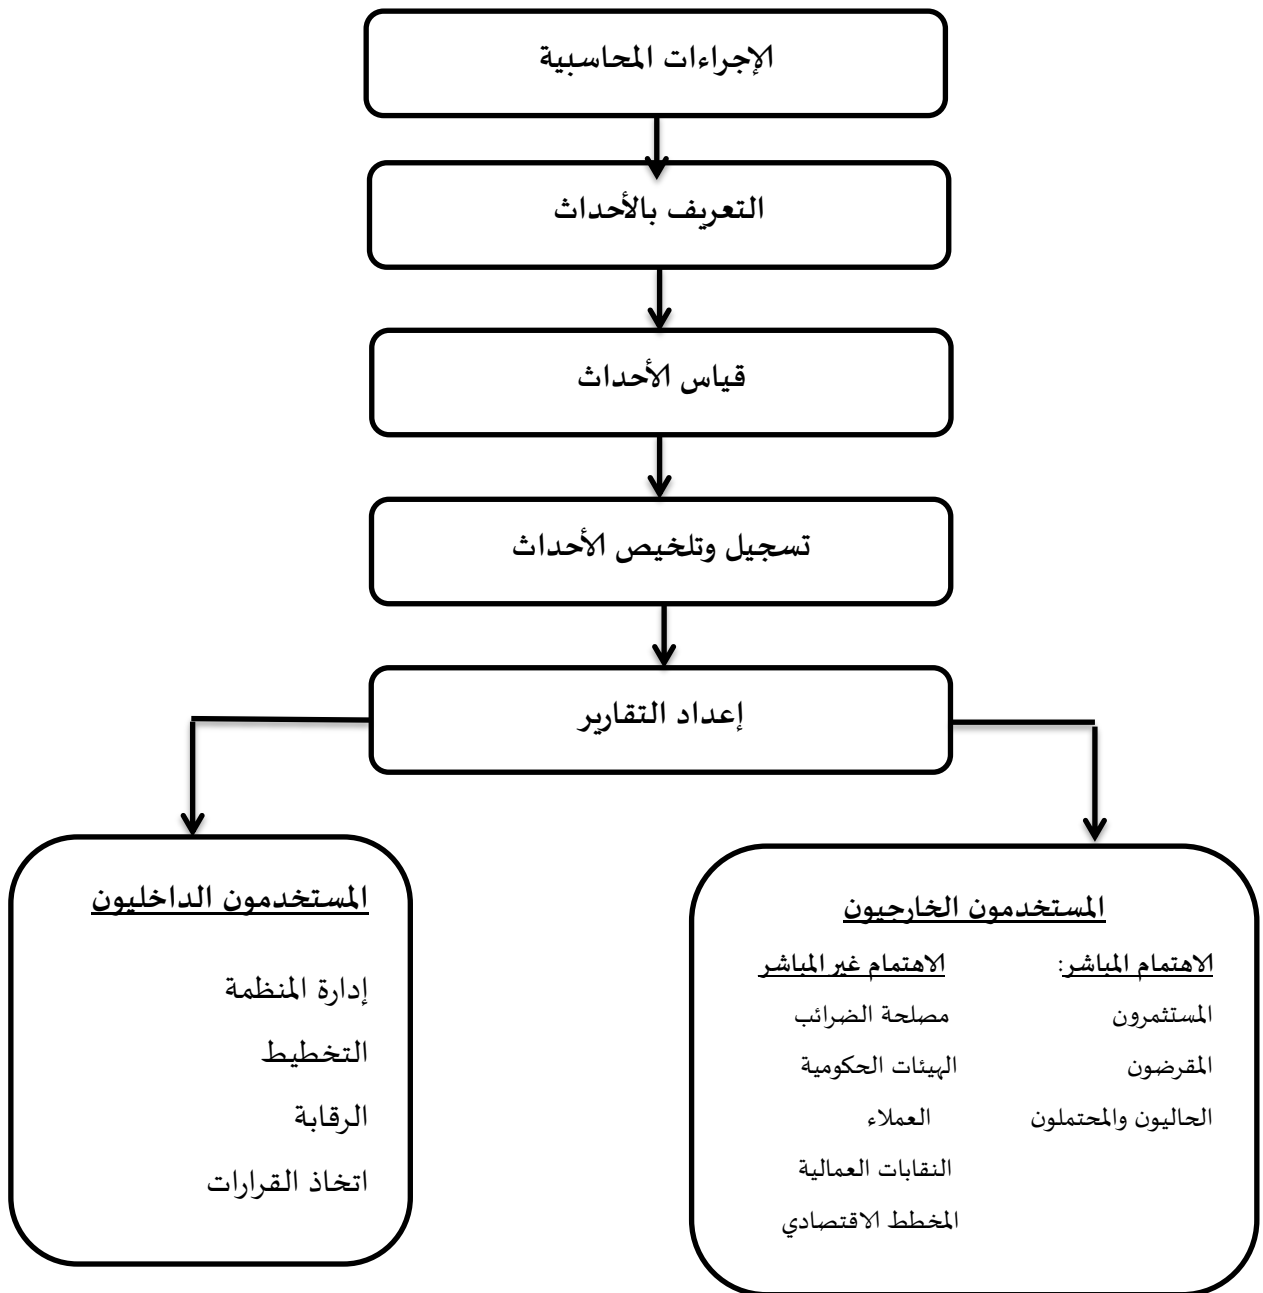 الإجراءات المحاسبية
التعريف بالأحداث
قياس الأحداث
تسجيل وتلخيص الأحداث
إعداد التقارير
المستخدمون الخارجيون
الاهتمام المباشر: الاهتمام غير المباشر
المستثمرون مصلحة الضرائب
المقرضون الهيئات الحكومية
الحاليون والمحتملون العملاء
النقابات العمالية
المخطط الاقتصادي
المستخدمون الداخليون
إدارة المنظمة
التخطيط
الرقابة
اتخاذ القرارات